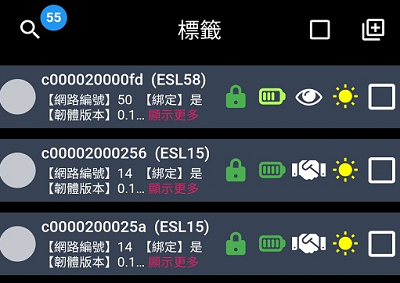 55
標籤
c000020000fd (ESL58)
【網路編號】50 【綁定】是
【韌體版本】0.1... 顯示更多
c00002000256 (ESL15)
【網路編號】14 【綁定】是
【韌體版本】0.1... 顯示更多
c0000200025a (ESL15)
【網路編號】14 【綁定】是
【韌體版本】0.1... 顯示更多